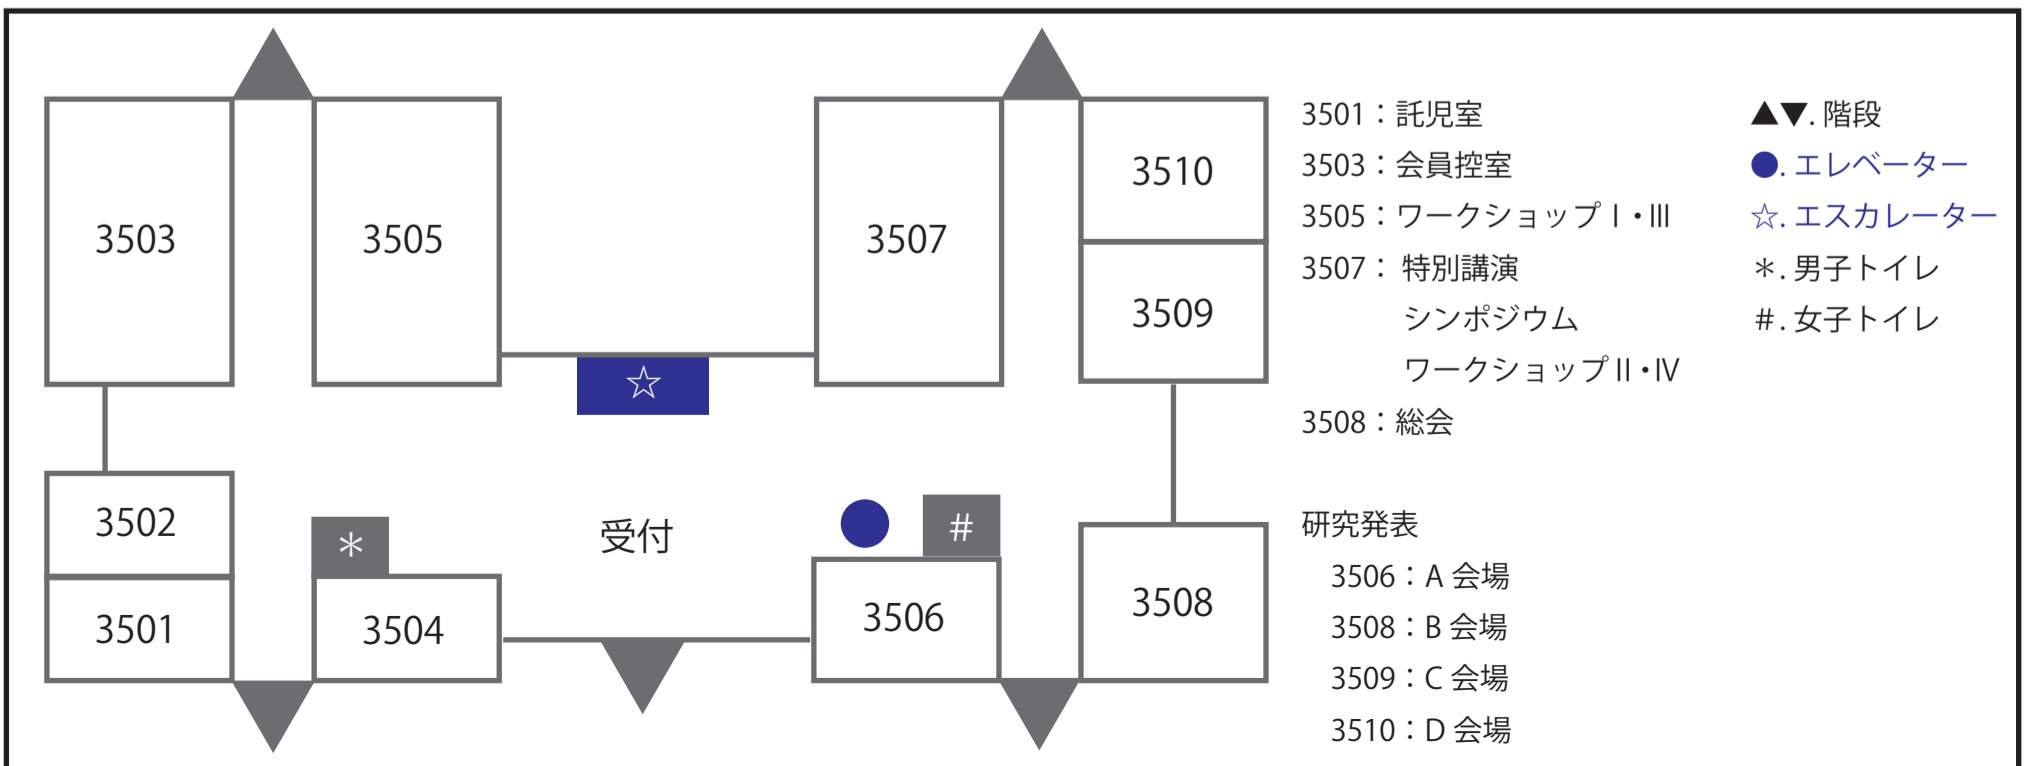 3503
3505
3507
3510
3509
☆
3502
3501
*
3504
受付
#
3506
3508
3501：託児室
3503：会員控室
3505：ワークショップⅠ・Ⅲ
3507： 特別講演
シンポジウム
ワークショップⅡ・Ⅳ
3508：総会
研究発表
3506：A 会場
3508：B 会場
3509：C 会場
3510：D 会場
▲▼. 階段
●. エレベーター
☆. エスカレーター
＊. 男子トイレ
#. 女子トイレ